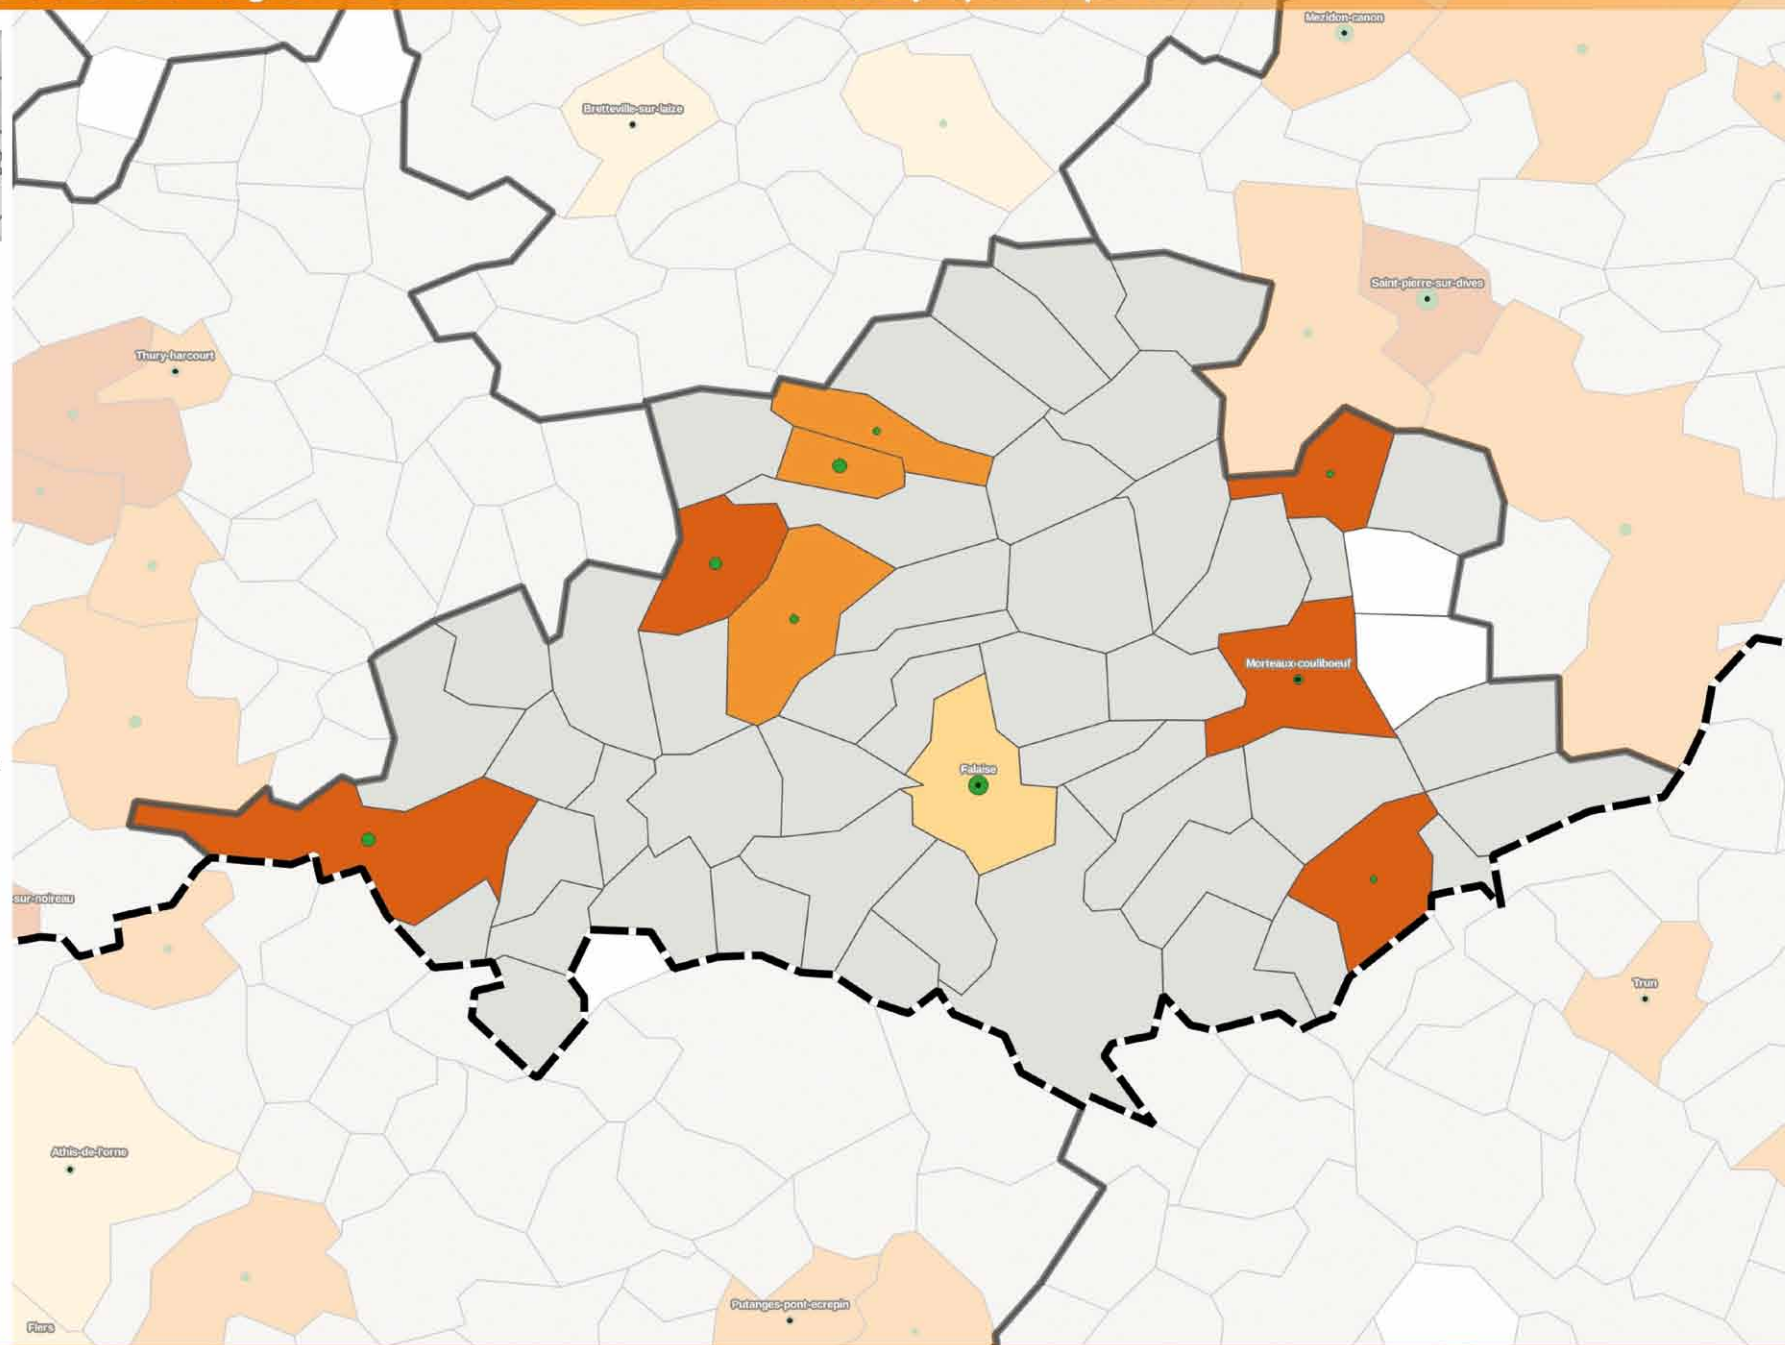 Mezidon-canon
Bretteville-sur-laize
Saint-pierre-sur-dives
Thury-harcourt
Morteaux-coulibœuf
Falaise
sur-noireau
Trun
Athis-de-l'orne
Putanges-pont-ecrepin
Flers